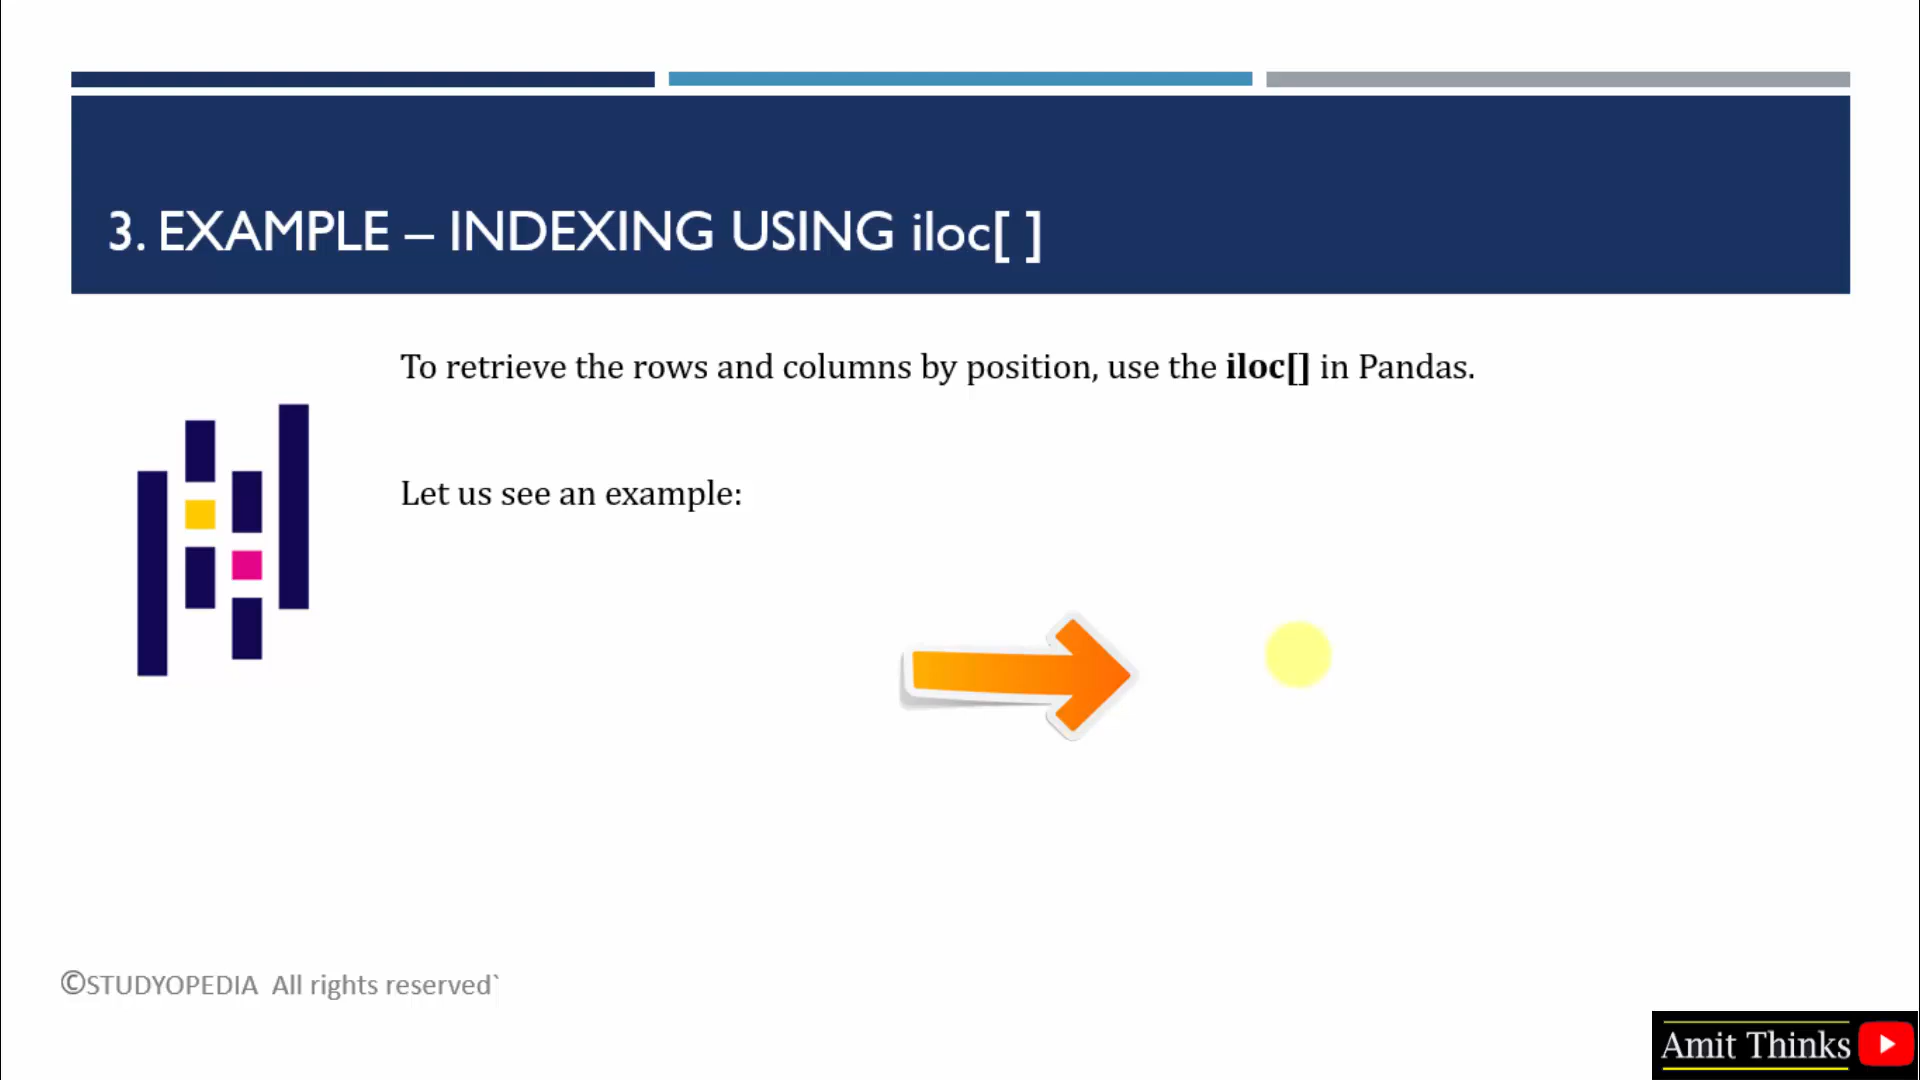 3. EXAMPLE – INDEXING USING iloc[ ]
To retrieve the rows and columns by position, use the iloc[] in Pandas.
Let us see an example:
©STUDYOPEDIA All rights reserved`
Amit Thinks